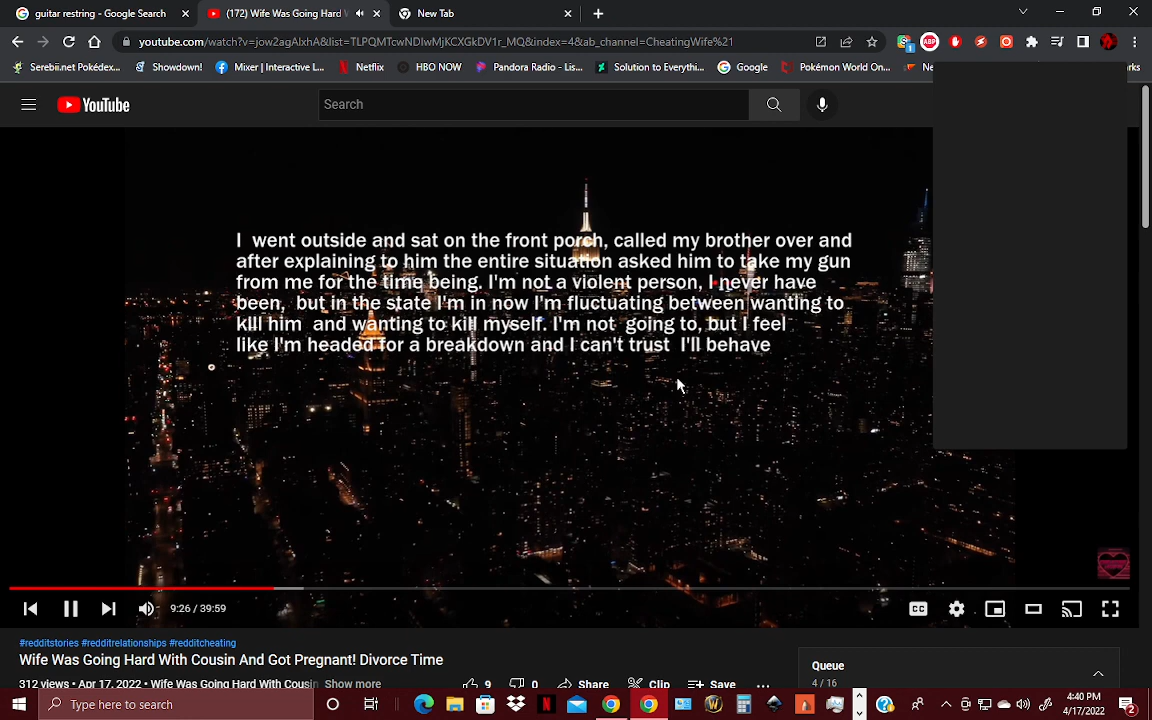 guitar restring - Google Search
(172) Wife Was Going Hard
New Tab
youtube.com/watch?v=jow2agAlxhA&list=TLPQMTcwNDIwMjKCXGkDV1r_MQ&index=4&ab_channel=CheatingWife%21
Serebii.net Pokédex...
Showdown!
Mixer | Interactive L...
Netflix
HBO NOW
Pandora Radio - Lis...
Solution to Everythi...
Google
Pokémon World On...
YouTube
Search
I went outside and sat on the front porch, called my brother over and
after explaining to him the entire situation asked him to take my gun
from me for the time being. I'm not a violent person, I never have
been, but in the state I'm in now I'm fluctuating between wanting to
kill him and wanting to kill myself. I'm not going to, but I feel
like I'm headed for a breakdown and I can't trust I'll behave
9:26 / 39:59
CC
#redditstories #redditrelationships #redditcheating
Wife Was Going Hard With Cousin And Got Pregnant! Divorce Time
312 views • Apr 17, 2022 • Wife Was Going Hard With Cousin Show more
9
0
Share
Clip
Save
Queue
4 / 16
Type here to search
4:40 PM
4/17/2022
2